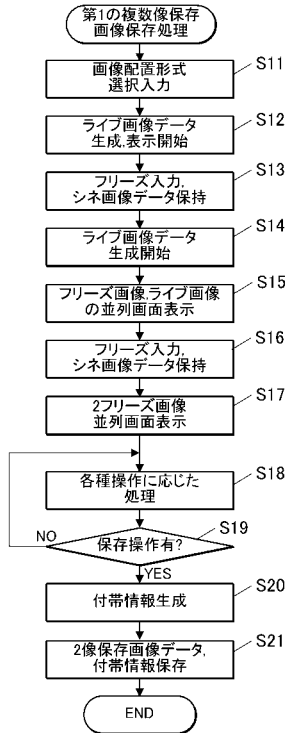 第1の複数像保存
画像保存処理
画像配置形式
選択入力
S11
ライブ画像データ
生成,表示開始
S12
フリーズ入力,
シネ画像データ保持
S13
ライブ画像データ
生成開始
S14
フリーズ画像,ライブ画像
の並列画面表示
S15
フリーズ入力,
シネ画像データ保持
S16
2フリーズ画像
並列画面表示
S17
各種操作に応じた
処理
S18
保存操作有?
S19
NO
YES
付帯情報生成
S20
2像保存画像データ,
付帯情報保存
S21
END